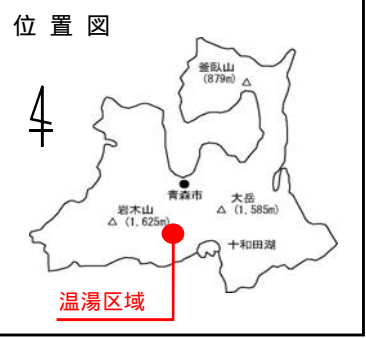 位置図
釜臥山
(879m)
青森市
大岳
(1,585m)
岩木山
(1,625m)
十和田湖
温湯区域